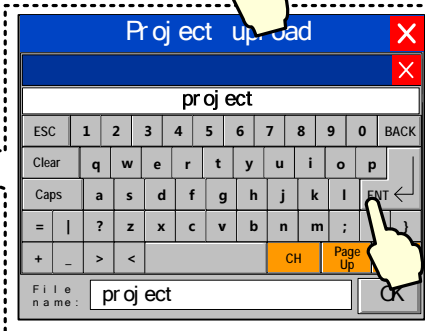 Project upload
project
ESC 1 2 3 4 5 6 7 8 9 0 BACK
Clear q w e r t y u i o p
Caps a s d f g h j k l ENT
= | ? z x c v b n m ; }
+ _ > < CH Page Up
File name: project OK